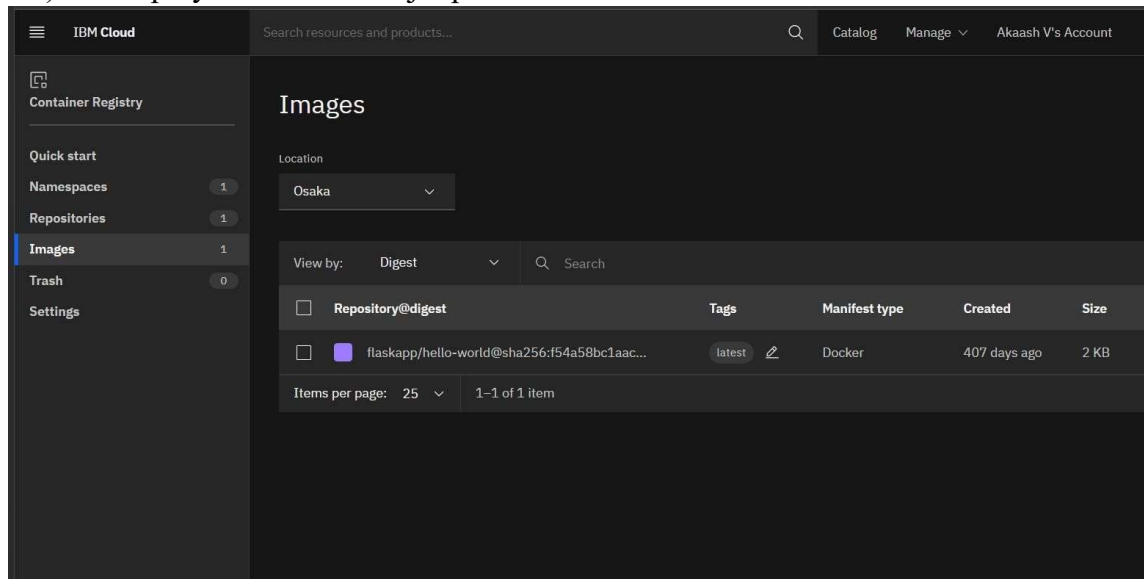 IBM Cloud
Search resources and products...
Catalog
Manage
Akaash V's Account
Container Registry
Quick start
Namespaces 1
Repositories 1
Images 1
Trash 0
Settings
Images
Location
Osaka
View by: Digest
Search
Repository@digest Tags Manifest type Created Size
flaskapp/hello-world@sha256:f54a58bc1aac... latest Docker 407 days ago 2 KB
Items per page: 25 1–1 of 1 item